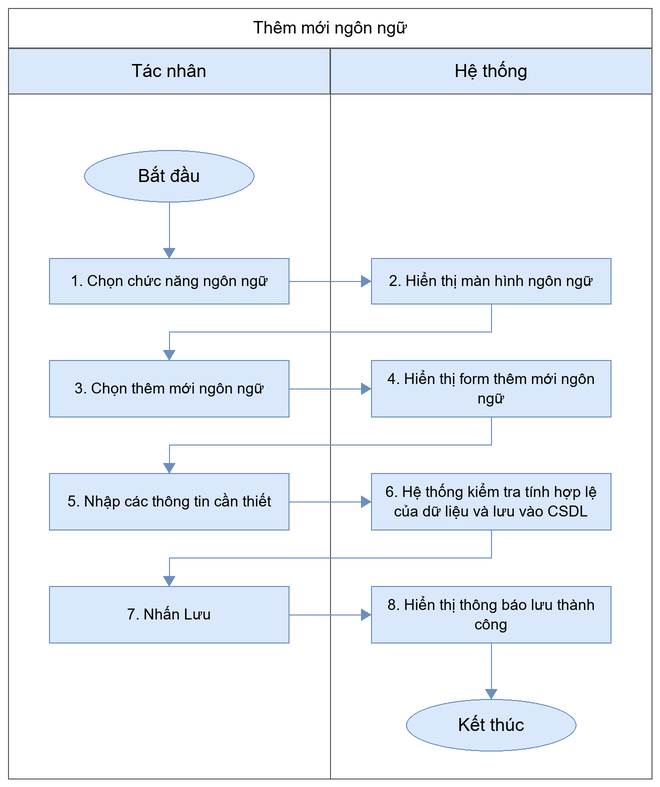 Thêm mới ngôn ngữ
Tác nhân
Hệ thống
Bắt đầu
1. Chọn chức năng ngôn ngữ
2. Hiển thị màn hình ngôn ngữ
3. Chọn thêm mới ngôn ngữ
4. Hiển thị form thêm mới ngôn
ngữ
5. Nhập các thông tin cần thiết
6. Hệ thống kiểm tra tính hợp lệ
của dữ liệu và lưu vào CSDL
7. Nhấn Lưu
8. Hiển thị thông báo lưu thành
công
Kết thúc